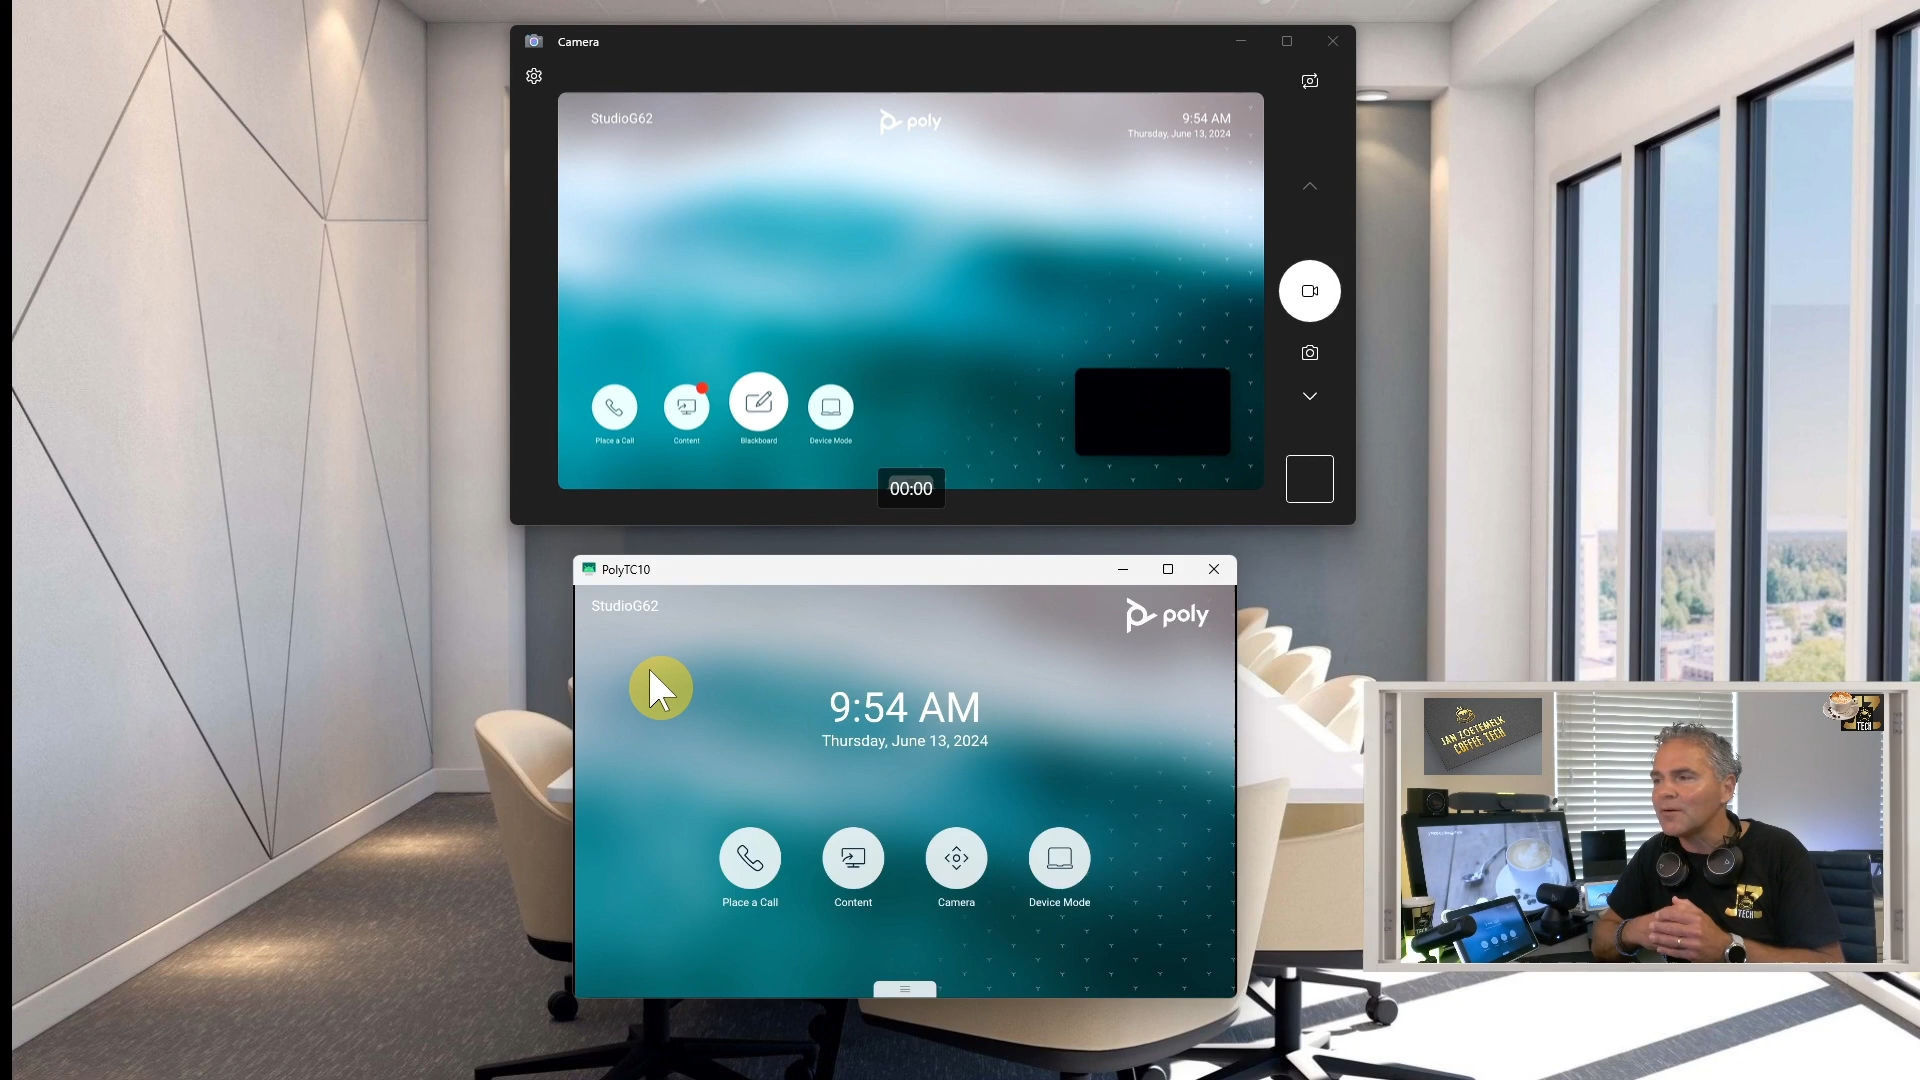 Camera
StudioG62
poly
9:54 AM
Thursday, June 13, 2024
Place a Call
Content
Blackboard
Device Mode
00:00
PolyTC10
StudioG62
poly
9:54 AM
Thursday, June 13, 2024
Place a Call
Content
Camera
Device Mode
JAN ZOETEMELK
COFFEE TECH
TECH
TECH